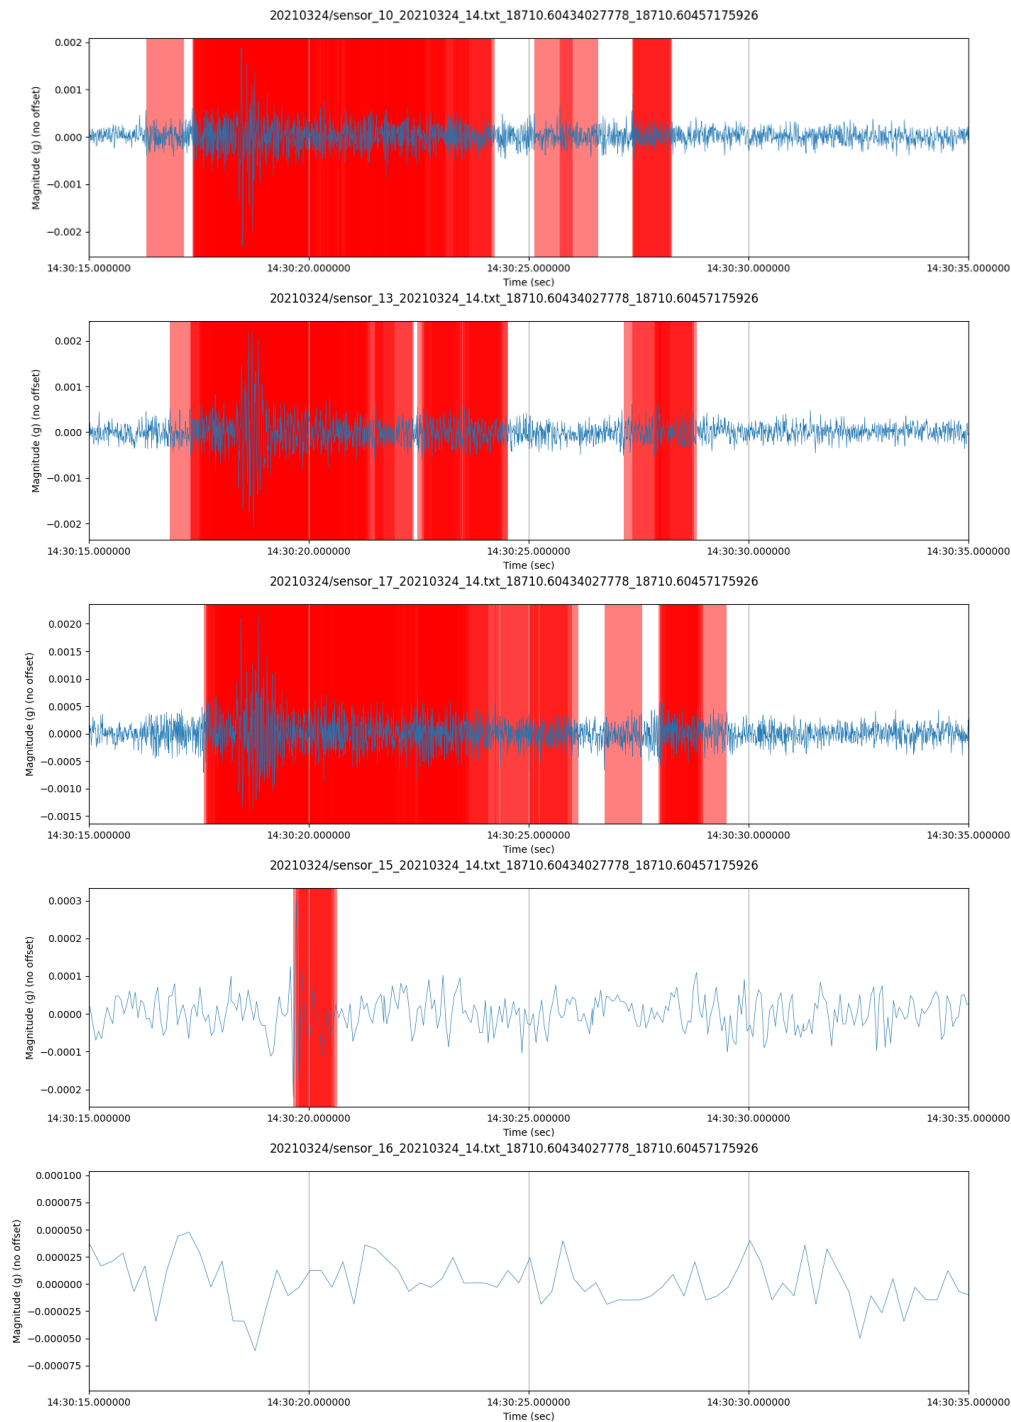 20210324/sensor_10_20210324_14.txt_18710.60434027778_18710.60457175926
Magnitude (g) (no offset)
0.002
0.001
0.000
−0.001
−0.002
14:30:15.000000 14:30:20.000000 14:30:25.000000 14:30:30.000000 14:30:35.000000
Time (sec)
20210324/sensor_13_20210324_14.txt_18710.60434027778_18710.60457175926
Magnitude (g) (no offset)
0.002
0.001
0.000
−0.001
−0.002
14:30:15.000000 14:30:20.000000 14:30:25.000000 14:30:30.000000 14:30:35.000000
Time (sec)
20210324/sensor_17_20210324_14.txt_18710.60434027778_18710.60457175926
Magnitude (g) (no offset)
0.0020
0.0015
0.0010
0.0005
0.0000
−0.0005
−0.0010
−0.0015
14:30:15.000000 14:30:20.000000 14:30:25.000000 14:30:30.000000 14:30:35.000000
Time (sec)
20210324/sensor_15_20210324_14.txt_18710.60434027778_18710.60457175926
Magnitude (g) (no offset)
0.0003
0.0002
0.0001
0.0000
−0.0001
−0.0002
14:30:15.000000 14:30:20.000000 14:30:25.000000 14:30:30.000000 14:30:35.000000
Time (sec)
20210324/sensor_16_20210324_14.txt_18710.60434027778_18710.60457175926
Magnitude (g) (no offset)
0.000100
0.000075
0.000050
0.000025
0.000000
−0.000025
−0.000050
−0.000075
14:30:15.000000 14:30:20.000000 14:30:25.000000 14:30:30.000000 14:30:35.000000
Time (sec)